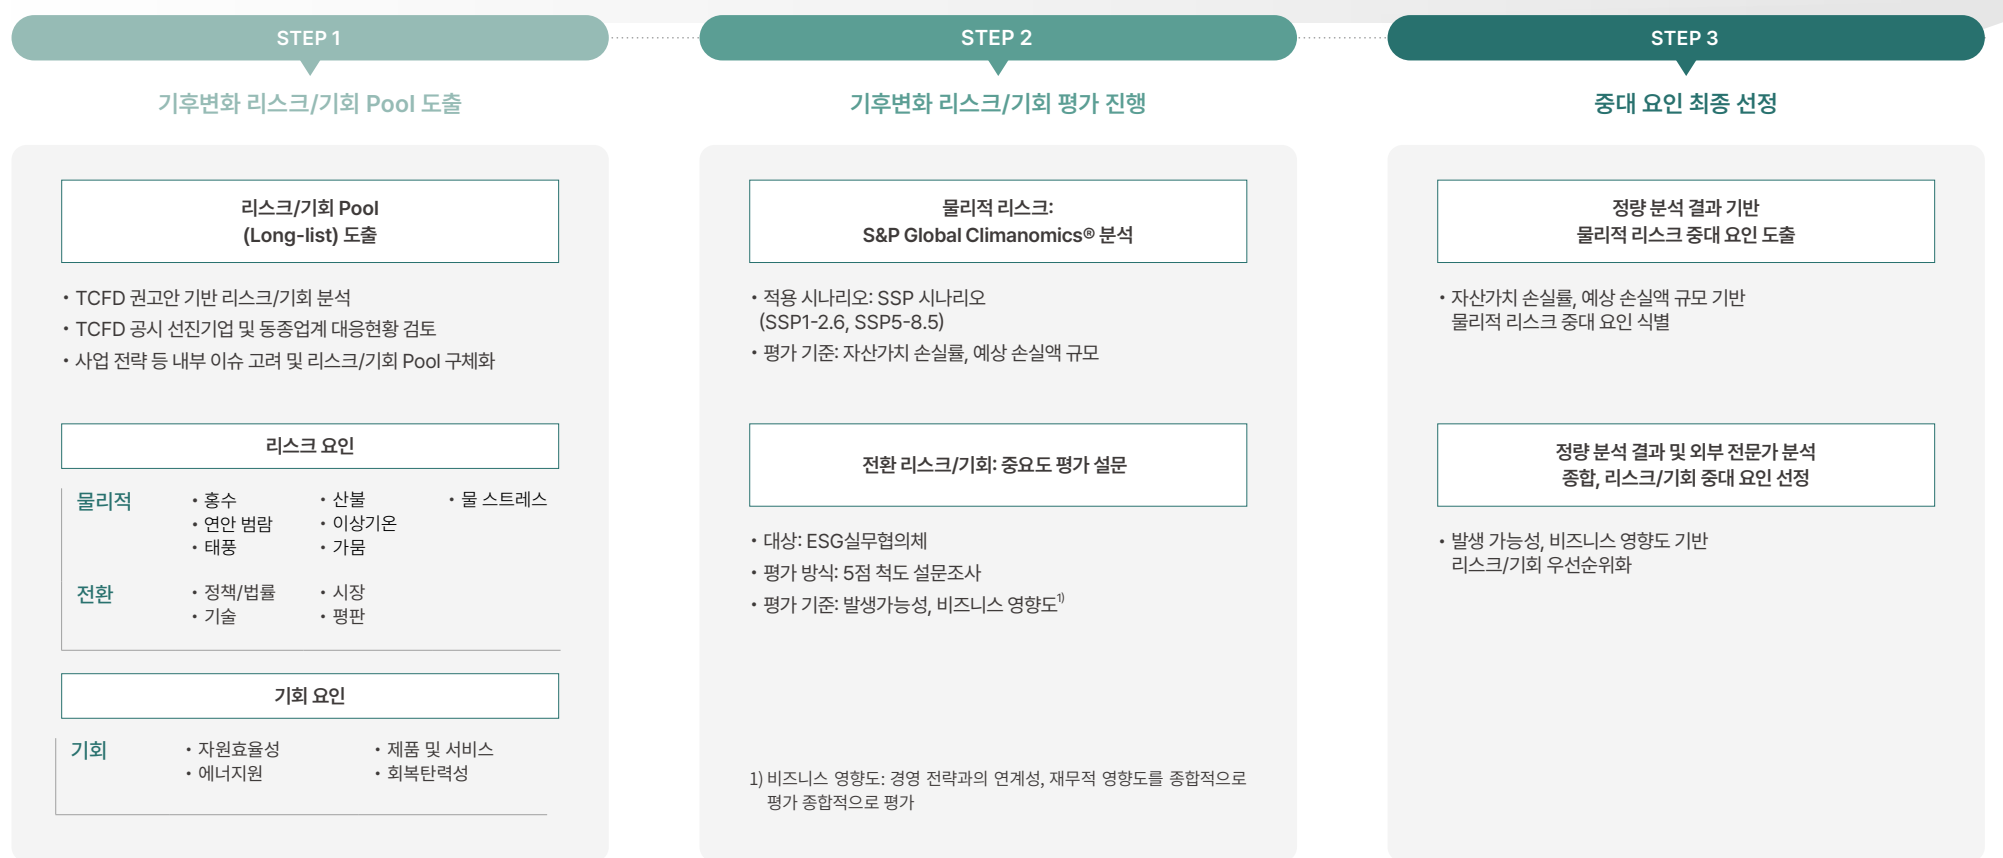 STEP 1
기후변화 리스크/기회 Pool 도출
리스크/기회 Pool
(Long-list) 도출
• TCFD 권고안 기반 리스크/기회 분석
• TCFD 공시 선진기업 및 동종업계 대응현황 검토
• 사업 전략 등 내부 이슈 고려 및 리스크/기회 Pool 구체화
리스크 요인
물리적
• 홍수
• 연안 범람
• 태풍
• 산불
• 이상기온
• 가뭄
• 물 스트레스
전환
• 정책/법률
• 기술
• 시장
• 평판
기회 요인
기회
• 자원효율성
• 에너지원
• 제품 및 서비스
• 회복탄력성
STEP 2
기후변화 리스크/기회 평가 진행
물리적 리스크:
S&P Global Climanomics® 분석
• 적용 시나리오: SSP 시나리오
(SSP1-2.6, SSP5-8.5)
• 평가 기준: 자산가치 손실률, 예상 손실액 규모
전환 리스크/기회: 중요도 평가 설문
• 대상: ESG실무협의체
• 평가 방식: 5점 척도 설문조사
• 평가 기준: 발생가능성, 비즈니스 영향도1)
1) 비즈니스 영향도: 경영 전략과의 연계성, 재무적 영향도를 종합적으로
평가 종합적으로 평가
STEP 3
중대 요인 최종 선정
정량 분석 결과 기반
물리적 리스크 중대 요인 도출
• 자산가치 손실률, 예상 손실액 규모 기반
물리적 리스크 중대 요인 식별
정량 분석 결과 및 외부 전문가 분석
종합, 리스크/기회 중대 요인 선정
• 발생 가능성, 비즈니스 영향도 기반
리스크/기회 우선순위화